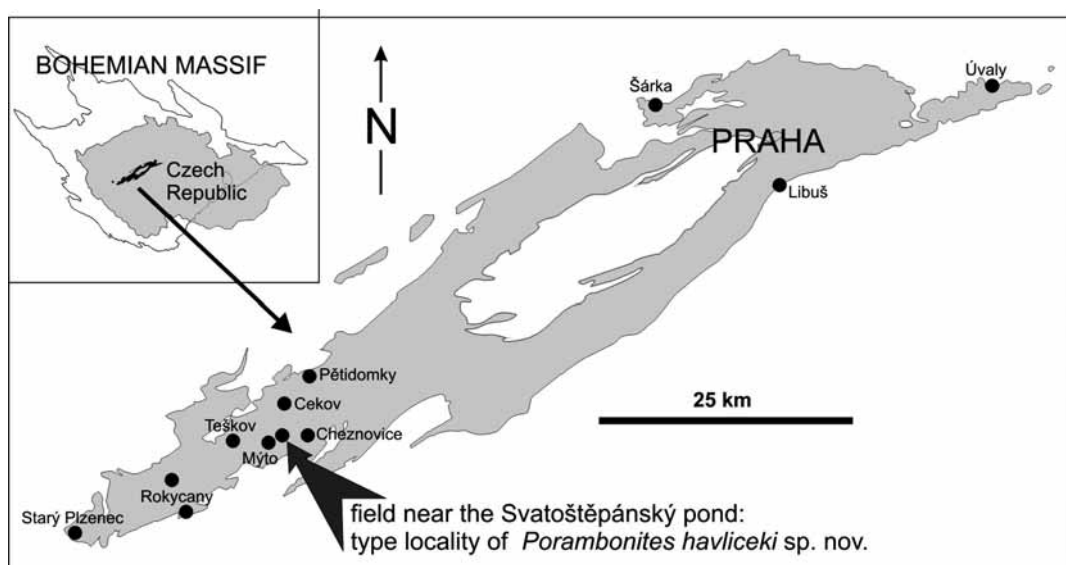 BOHEMIAN MASSIF
Czech
Republic
N
Šárka
Úvaly
PRAHA
Libuš
Pětidomky
Cekov
25 km
Teškov
Cheznovice
Mýto
Rokycany
Starý Plzenec
field near the Svatoštěpánský pond:
type locality of Porambonites havliceki sp. nov.